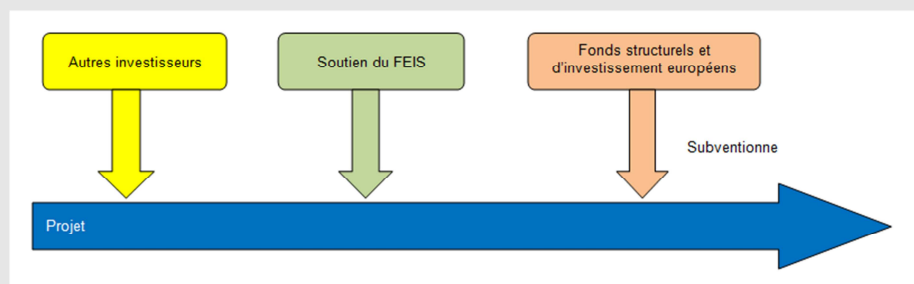 Autres investisseurs
Soutien du FEIS
Fonds structurels et
d'investissement européens
Subventionne
Projet